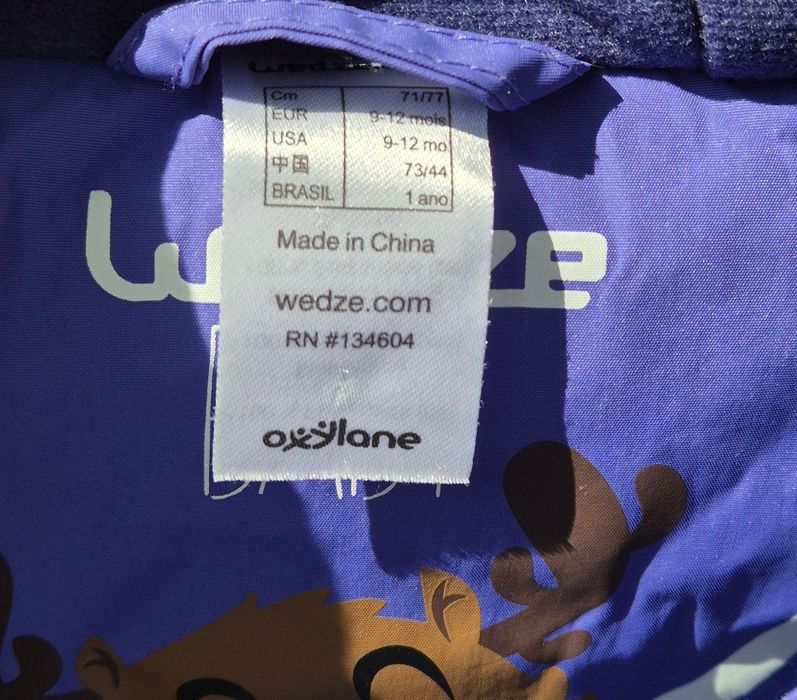 wedze
Cm 71/77
EUR 9-12 mois
USA 9-12 mo
中国 73/44
BRASIL 1 ano
Made in China
wedze.com
RN #134604
oxylane